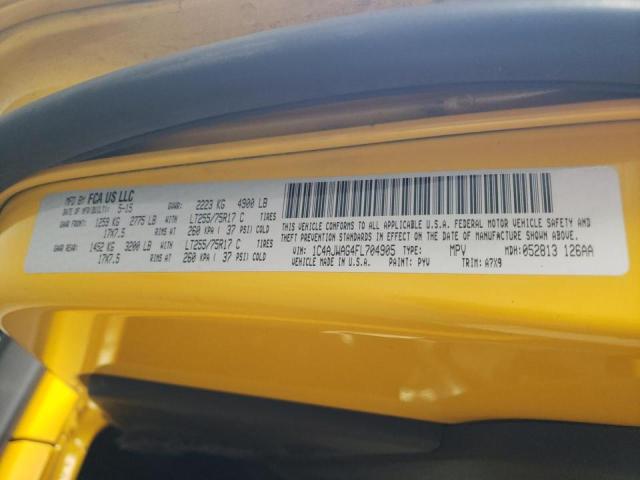 MFD BY: FCA US LLC
DATE OF MFR/BUILT: 5-15 GVWR: 2223 KG 4900 LB
GAWR FRONT: 1259 KG 2775 LB WITH LT255/75R17 C TIRES
17X7.5 RIMS AT 260 KPA ( 37 PSI) COLD
GAWR REAR: 1452 KG 3200 LB WITH LT255/75R17 C TIRES
17X7.5 RIMS AT 260 KPA ( 37 PSI) COLD
THIS VEHICLE CONFORMS TO ALL APPLICABLE U.S.A. FEDERAL MOTOR VEHICLE SAFETY
AND THEFT PREVENTION STANDARDS IN EFFECT ON THE DATE OF MANUFACTURE SHOWN ABOVE.
VIN: 1C4AJWAG4FL704905 TYPE: MPV MDH: 052813 126AA
VEHICLE MADE IN U.S.A. PAINT: PYV TRIM: A7X9